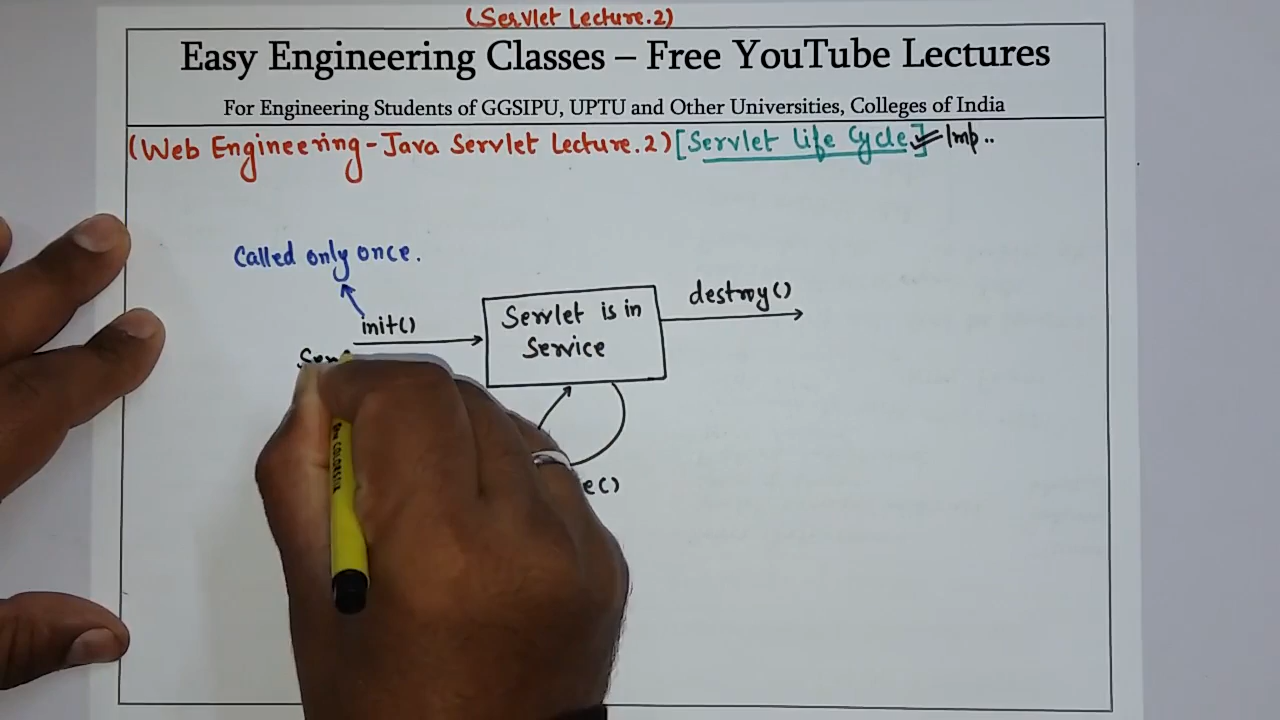 (Servlet Lecture.2)
Easy Engineering Classes – Free YouTube Lectures
For Engineering Students of GGSIPU, UPTU and Other Universities, Colleges of India
(Web Engineering-Java Servlet Lecture.2) [Servlet Life Cycle] Imp..
Called only once.
destroy()
init()
Servlet is in
Service
e()